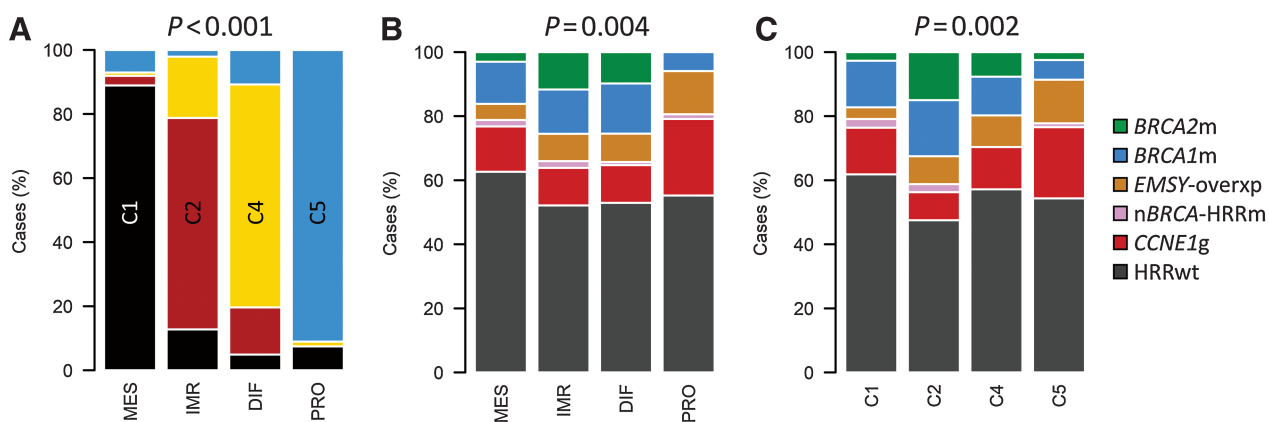 A
P < 0.001
Cases (%)
100
80
60
40
20
0
C1
C2
C4
C5
MES
IMR
DIF
PRO
B
P = 0.004
Cases (%)
100
80
60
40
20
0
MES
IMR
DIF
PRO
C
P = 0.002
Cases (%)
100
80
60
40
20
0
C1
C2
C4
C5
BRCA2m
BRCA1m
EMSY-overxp
nBRCA-HRRm
CCNE1g
HRRwt